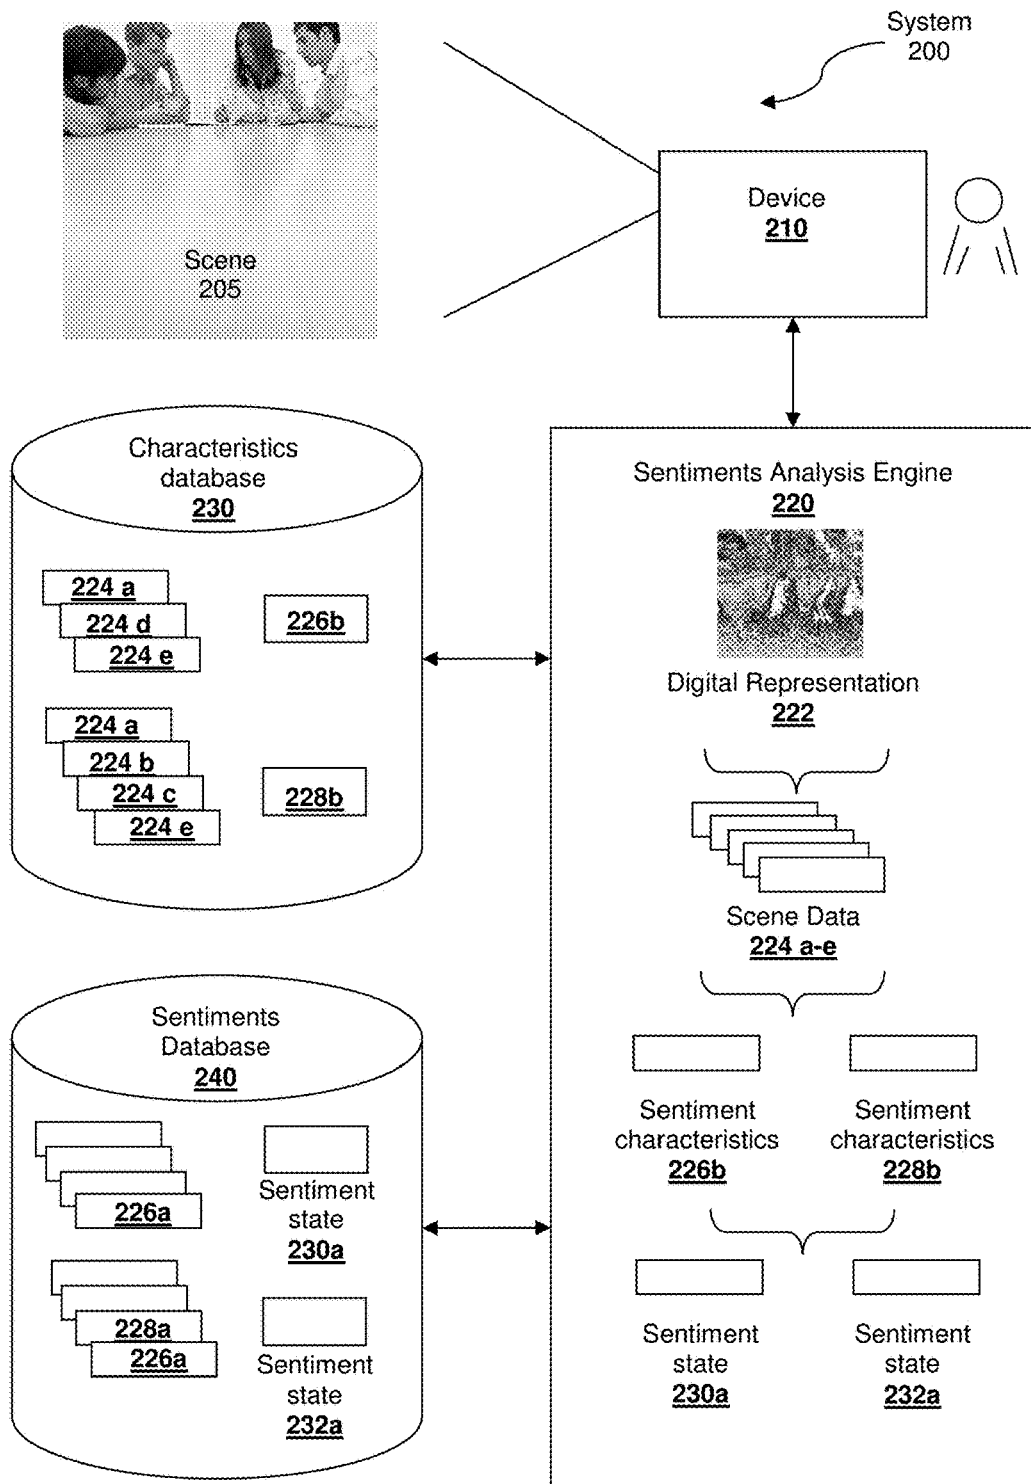 System
200
Scene
205
Device
210
Characteristics
database
230
224 a
224 d
224 e
226b
224 a
224 b
224 c
224 e
228b
Sentiments Analysis Engine
220
Digital Representation
222
Scene Data
224 a-e
Sentiment
characteristics
226b
Sentiment
characteristics
228b
Sentiment
state
230a
Sentiment
state
232a
Sentiments
Database
240
226a
Sentiment
state
230a
228a
226a
Sentiment
state
232a